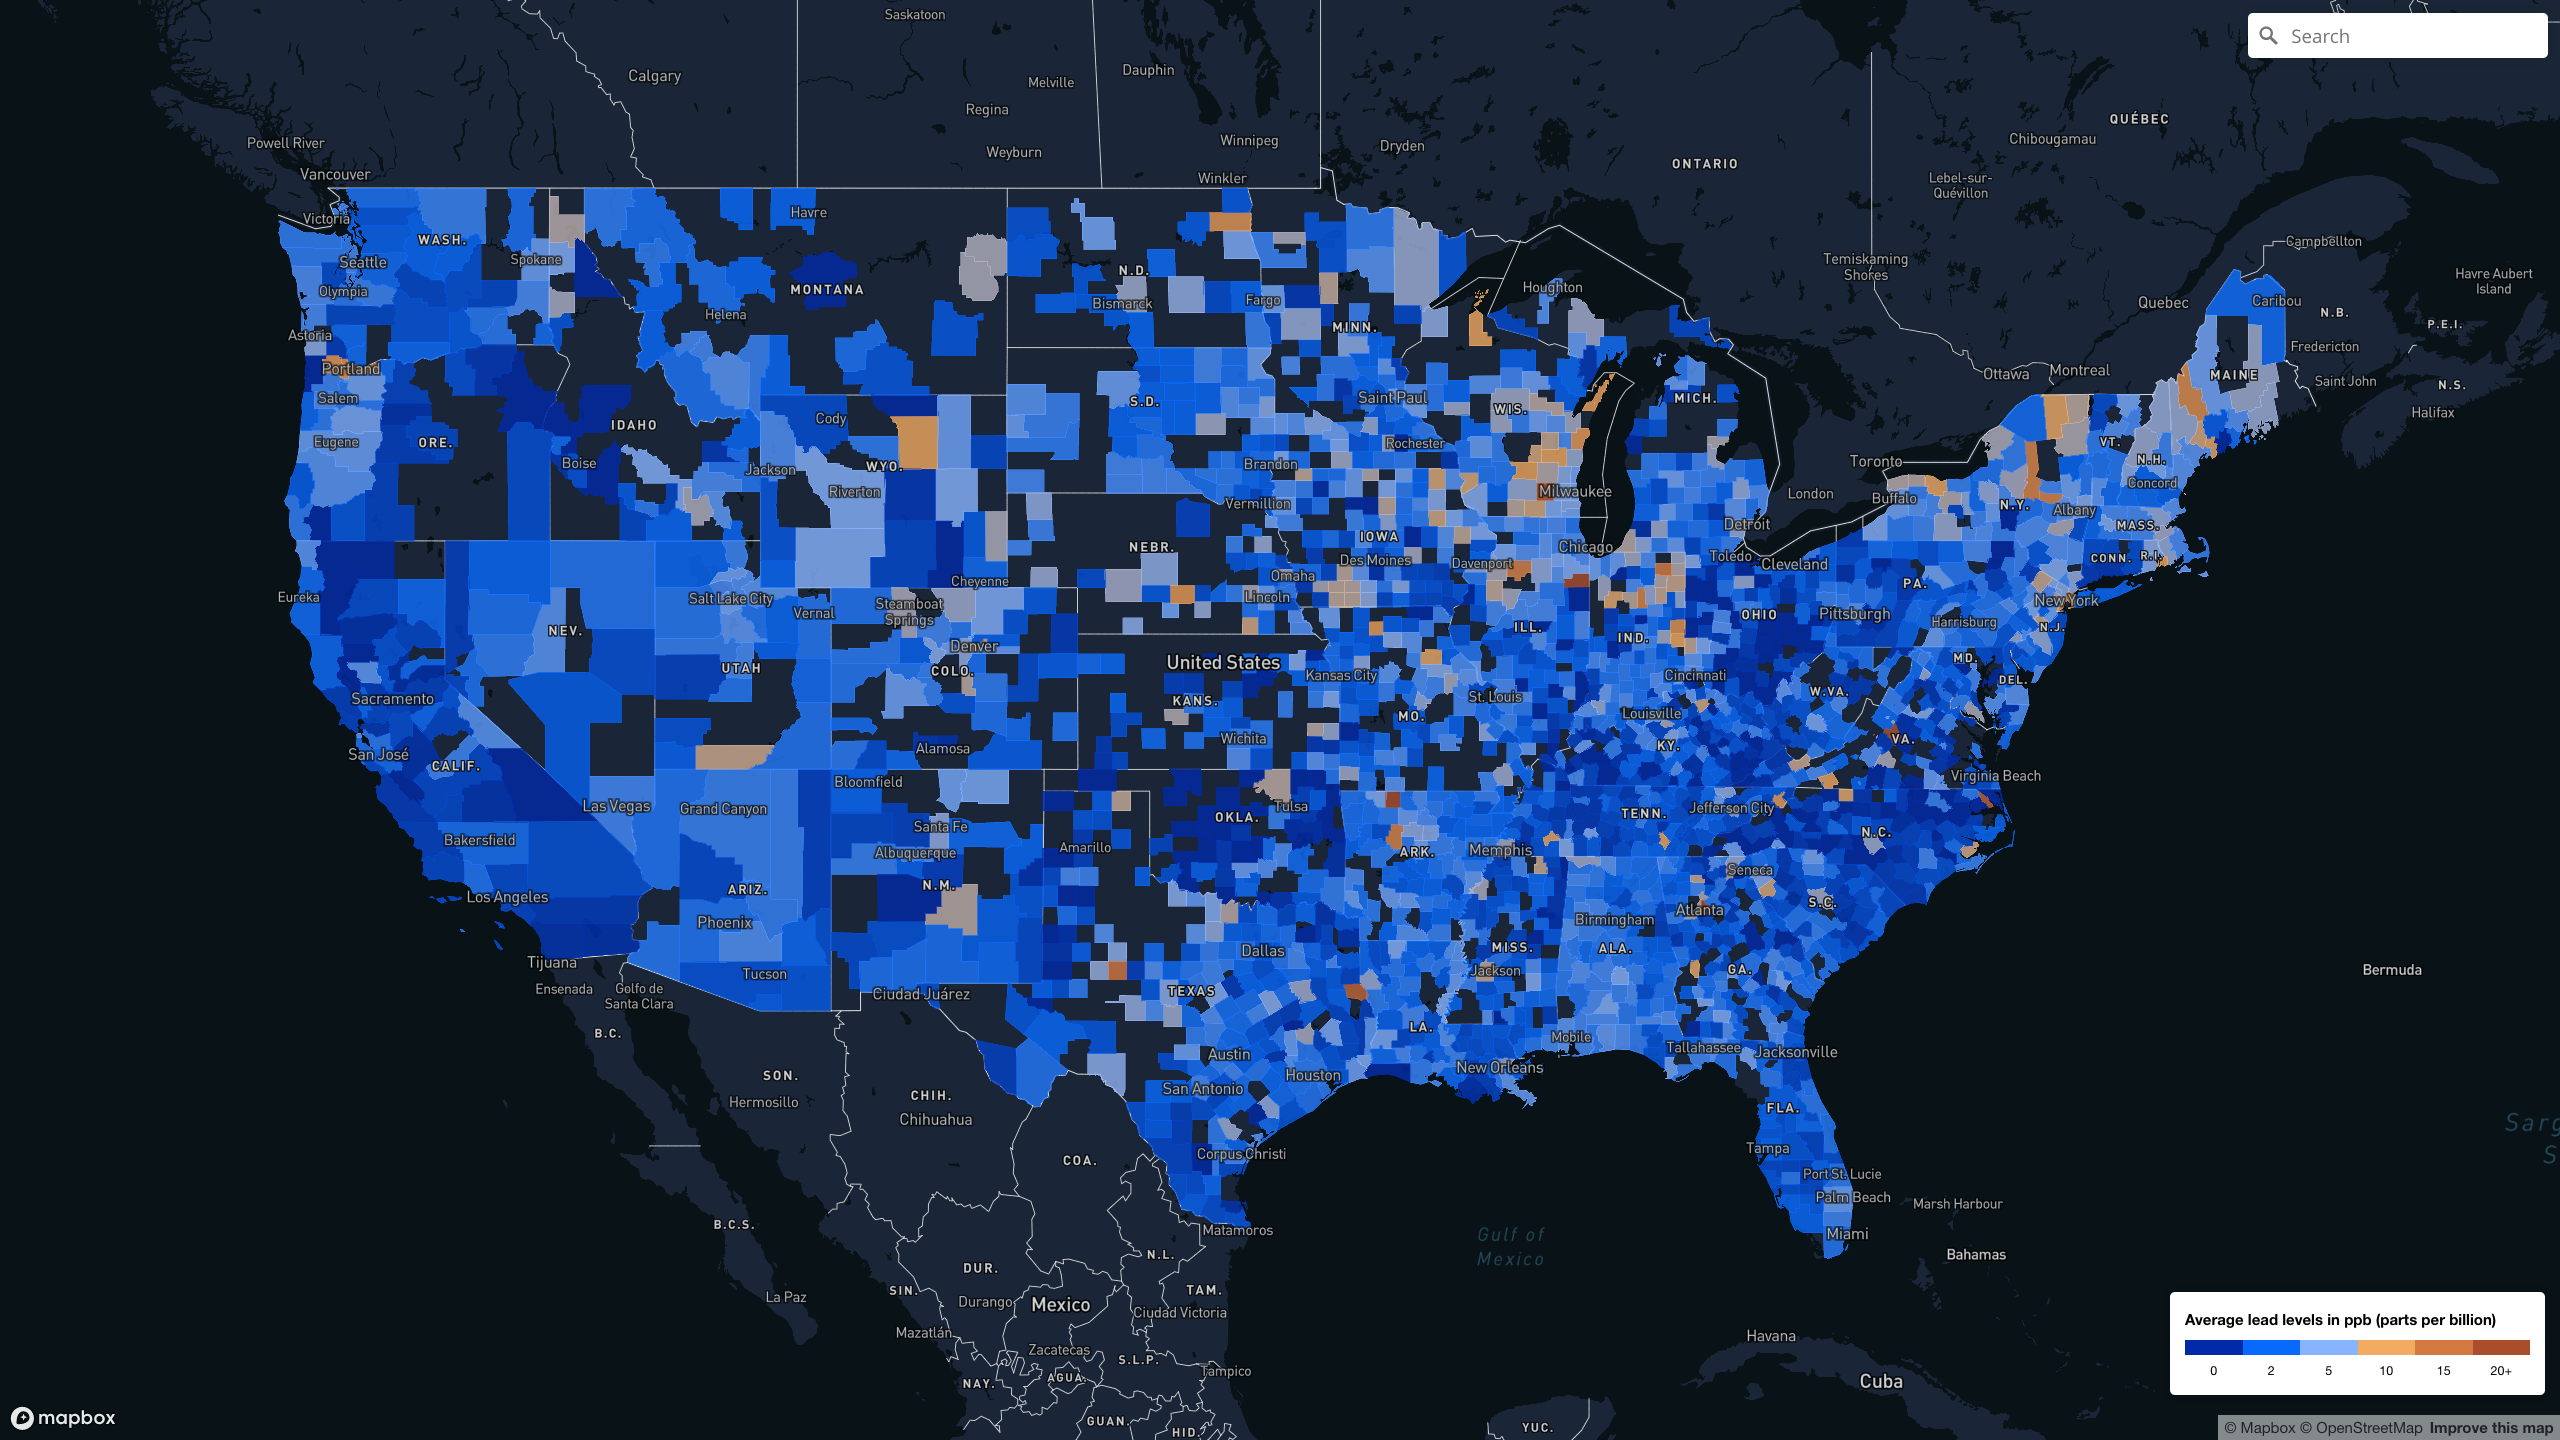 Saskatoon
Search
Calgary
Dauphin
Melville
Regina
QUÉBEC
Chibougamau
Powell River
Winnipeg
Dryden
Weyburn
ONTARIO
Vancouver
Winkler
Lebel-sur-
Quévillon
Victoria
Havre
WASH.
Campbellton
Seattle
Spokane
Temiskaming
Shores
N.D.
Havre Aubert
Island
Olympia
MONTANA
Houghton
Bismarck
Fargo
Quebec
Caribou
Helena
N.B.
MINN.
P.E.I.
Astoria
Fredericton
Portland
Ottawa
Montreal
MAINE
Saint John
N.S.
Salem
Saint Paul
MICH.
S.D.
WIS.
Halifax
Cody
IDAHO
Eugene
ORE.
Rochester
VT.
Boise
Jackson
WYO.
Brandon
Toronto
N.H.
Concord
Riverton
Milwaukee
London
Buffalo
Vermillion
N.Y.
Albany
Detroit
MASS.
IOWA
NEBR.
Chicago
Toledo
Cleveland
CONN.
R.I.
Des Moines
Davenport
Omaha
Cheyenne
PA.
Eureka
Salt Lake City
Vernal
Steamboat
Springs
Lincoln
New York
OHIO
Pittsburgh
Harrisburg
NEV.
ILL.
IND.
N.J.
Denver
United States
MD.
UTAH
COLO.
Kansas City
Cincinnati
DEL.
Sacramento
KANS.
St. Louis
W.VA.
MO.
Louisville
San José
Alamosa
Wichita
KY.
VA.
CALIF.
Bloomfield
Virginia Beach
Las Vegas
Grand Canyon
Tulsa
Jefferson City
OKLA.
TENN.
Santa Fe
N.C.
Bakersfield
Albuquerque
Amarillo
ARK.
Memphis
Seneca
ARIZ.
N.M.
Los Angeles
S.C.
Phoenix
Atlanta
Birmingham
Dallas
MISS.
ALA.
Tijuana
Tucson
Jackson
GA.
Bermuda
Ensenada
Golfo de
Santa Clara
Ciudad Juárez
TEXAS
B.C.
LA.
Mobile
Tallahassee
Jacksonville
Austin
New Orleans
SON.
Houston
Hermosillo
CHIH.
San Antonio
FLA.
Chihuahua
Sarg
S
Tampa
Corpus Christi
COA.
Port St. Lucie
Palm Beach
Marsh Harbour
B.C.S.
Matamoros
Gulf of
Mexico
Miami
N.L.
Bahamas
DUR.
SIN.
TAM.
La Paz
Durango
Mexico
Ciudad Victoria
Mazatlán
Havana
Zacatecas
S.L.P.
Tampico
NAY.
AGUA.
Cuba
GUAN.
HID.
YUC.
Average lead levels in ppb (parts per billion)
0 2 5 10 15 20+
mapbox
© Mapbox © OpenStreetMap Improve this map